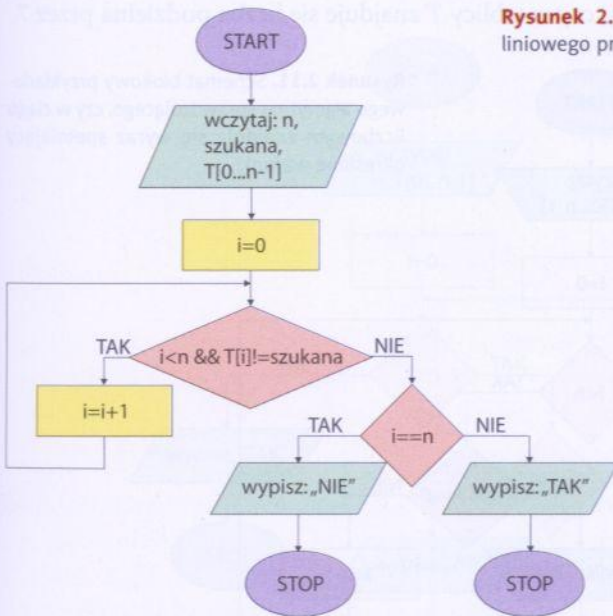 Rysunek 2.
liniowego pr
START
wczytaj: n,
szukana,
T[0...n-1]
i=0
i<n && T[i]!=szukana
TAK
NIE
i=i+1
i==n
TAK
NIE
wypisz: „NIE”
wypisz: „TAK”
STOP
STOP